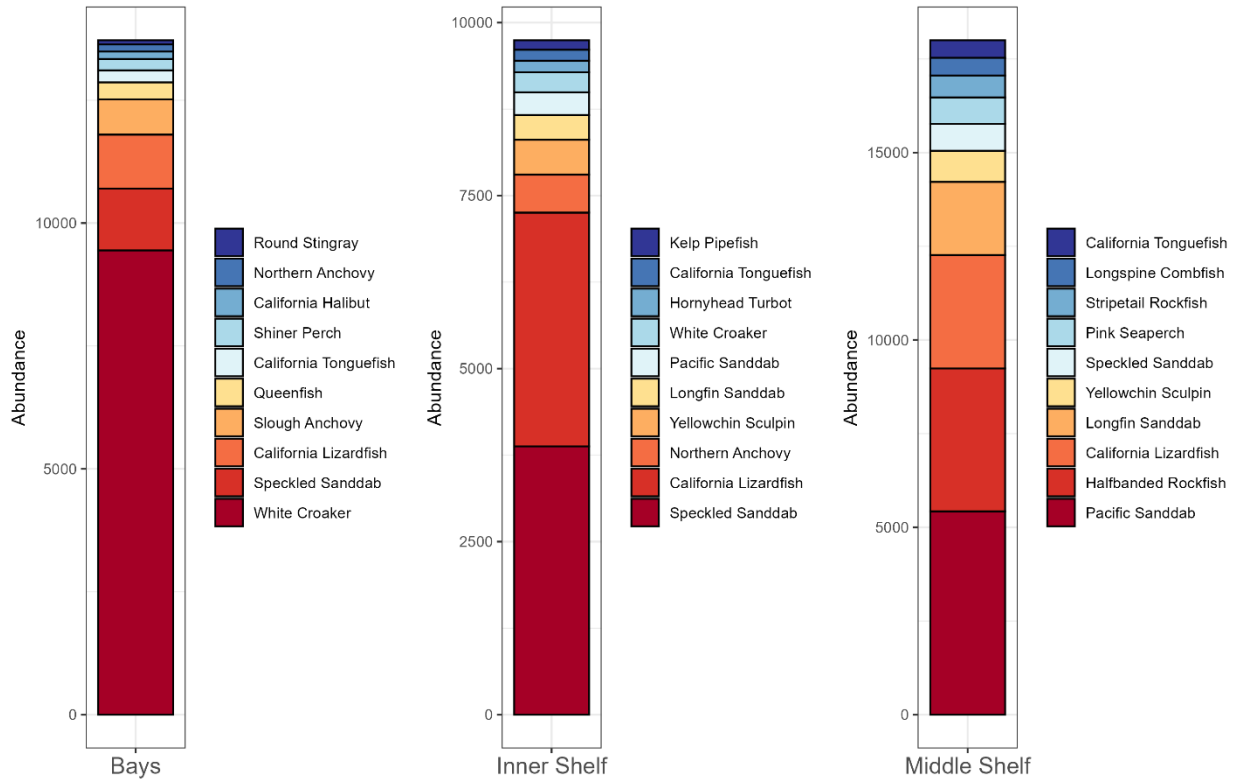 Abundance
10000
5000
0
Bays
Round Stingray
Northern Anchovy
California Halibut
Shiner Perch
California Tonguefish
Queenfish
Slough Anchovy
California Lizardfish
Speckled Sanddab
White Croaker
Abundance
10000
7500
5000
2500
0
Inner Shelf
Kelp Pipefish
California Tonguefish
Hornyhead Turbot
White Croaker
Pacific Sanddab
Longfin Sanddab
Yellowchin Sculpin
Northern Anchovy
California Lizardfish
Speckled Sanddab
Abundance
15000
10000
5000
0
Middle Shelf
California Tonguefish
Longspine Combfish
Stripetail Rockfish
Pink Seaperch
Speckled Sanddab
Yellowchin Sculpin
Longfin Sanddab
California Lizardfish
Halfbanded Rockfish
Pacific Sanddab